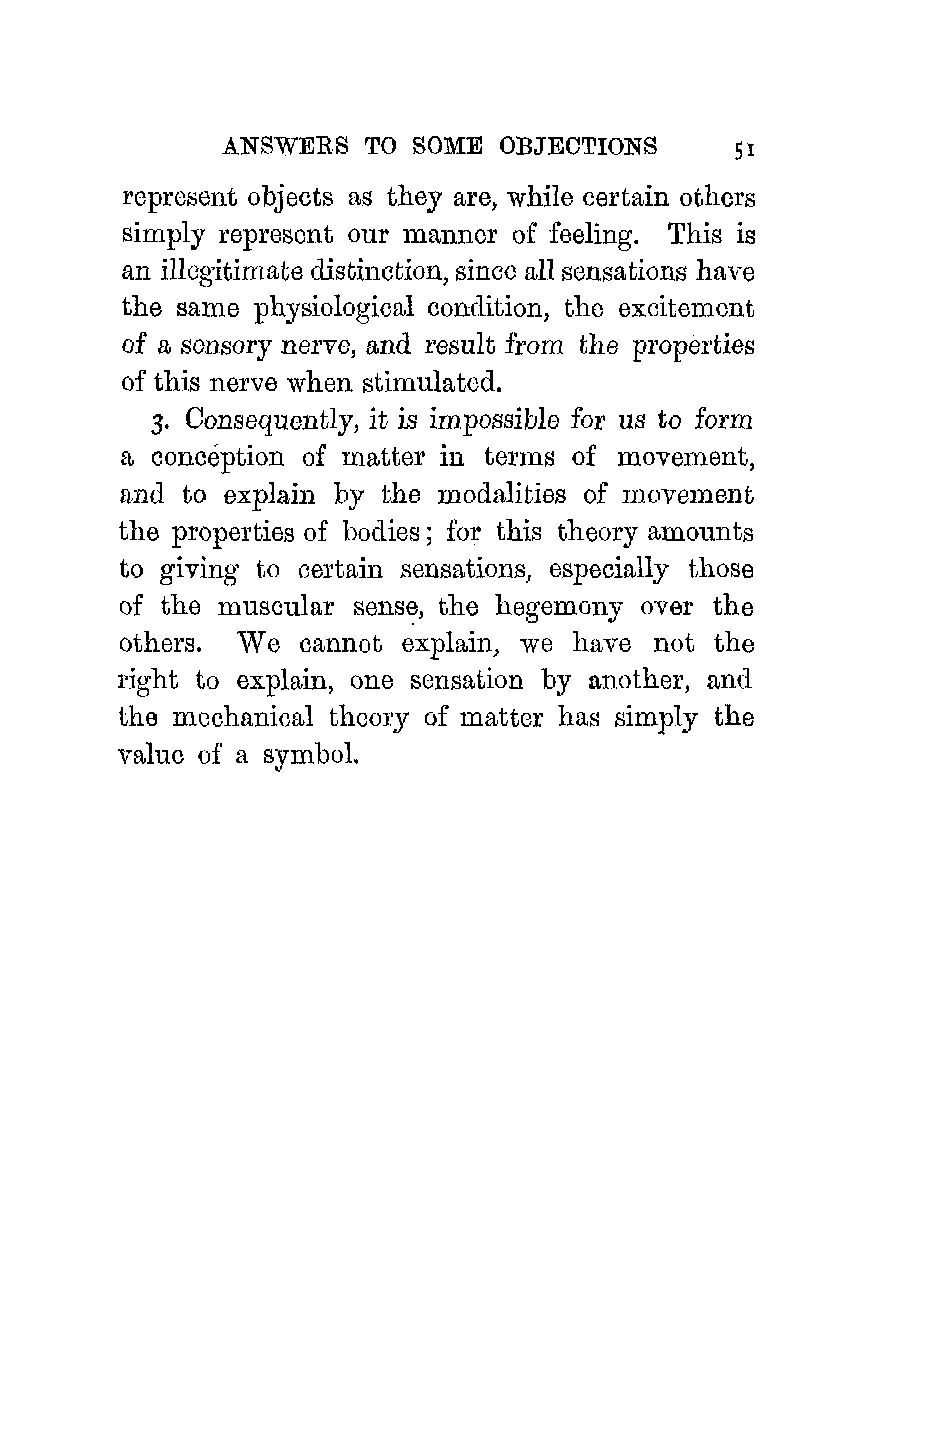 ANSWERS TO SOME OBJECTIONS 51
represent objects as they are, while certain others
simply represent our manner of feeling. This is
an illegitimate distinction, since all sensations have
the same physiological condition, the excitement
of a sensory nerve, and result from the properties
of this nerve when stimulated.
3. Consequently, it is impossible for us to form
a conception of matter in terms of movement,
and to explain by the modalities of movement
the properties of bodies; for this theory amounts
to giving to certain sensations, especially those
of the muscular sense, the hegemony over the
others. We cannot explain, we have not the
right to explain, one sensation by another, and
the mechanical theory of matter has simply the
value of a symbol.